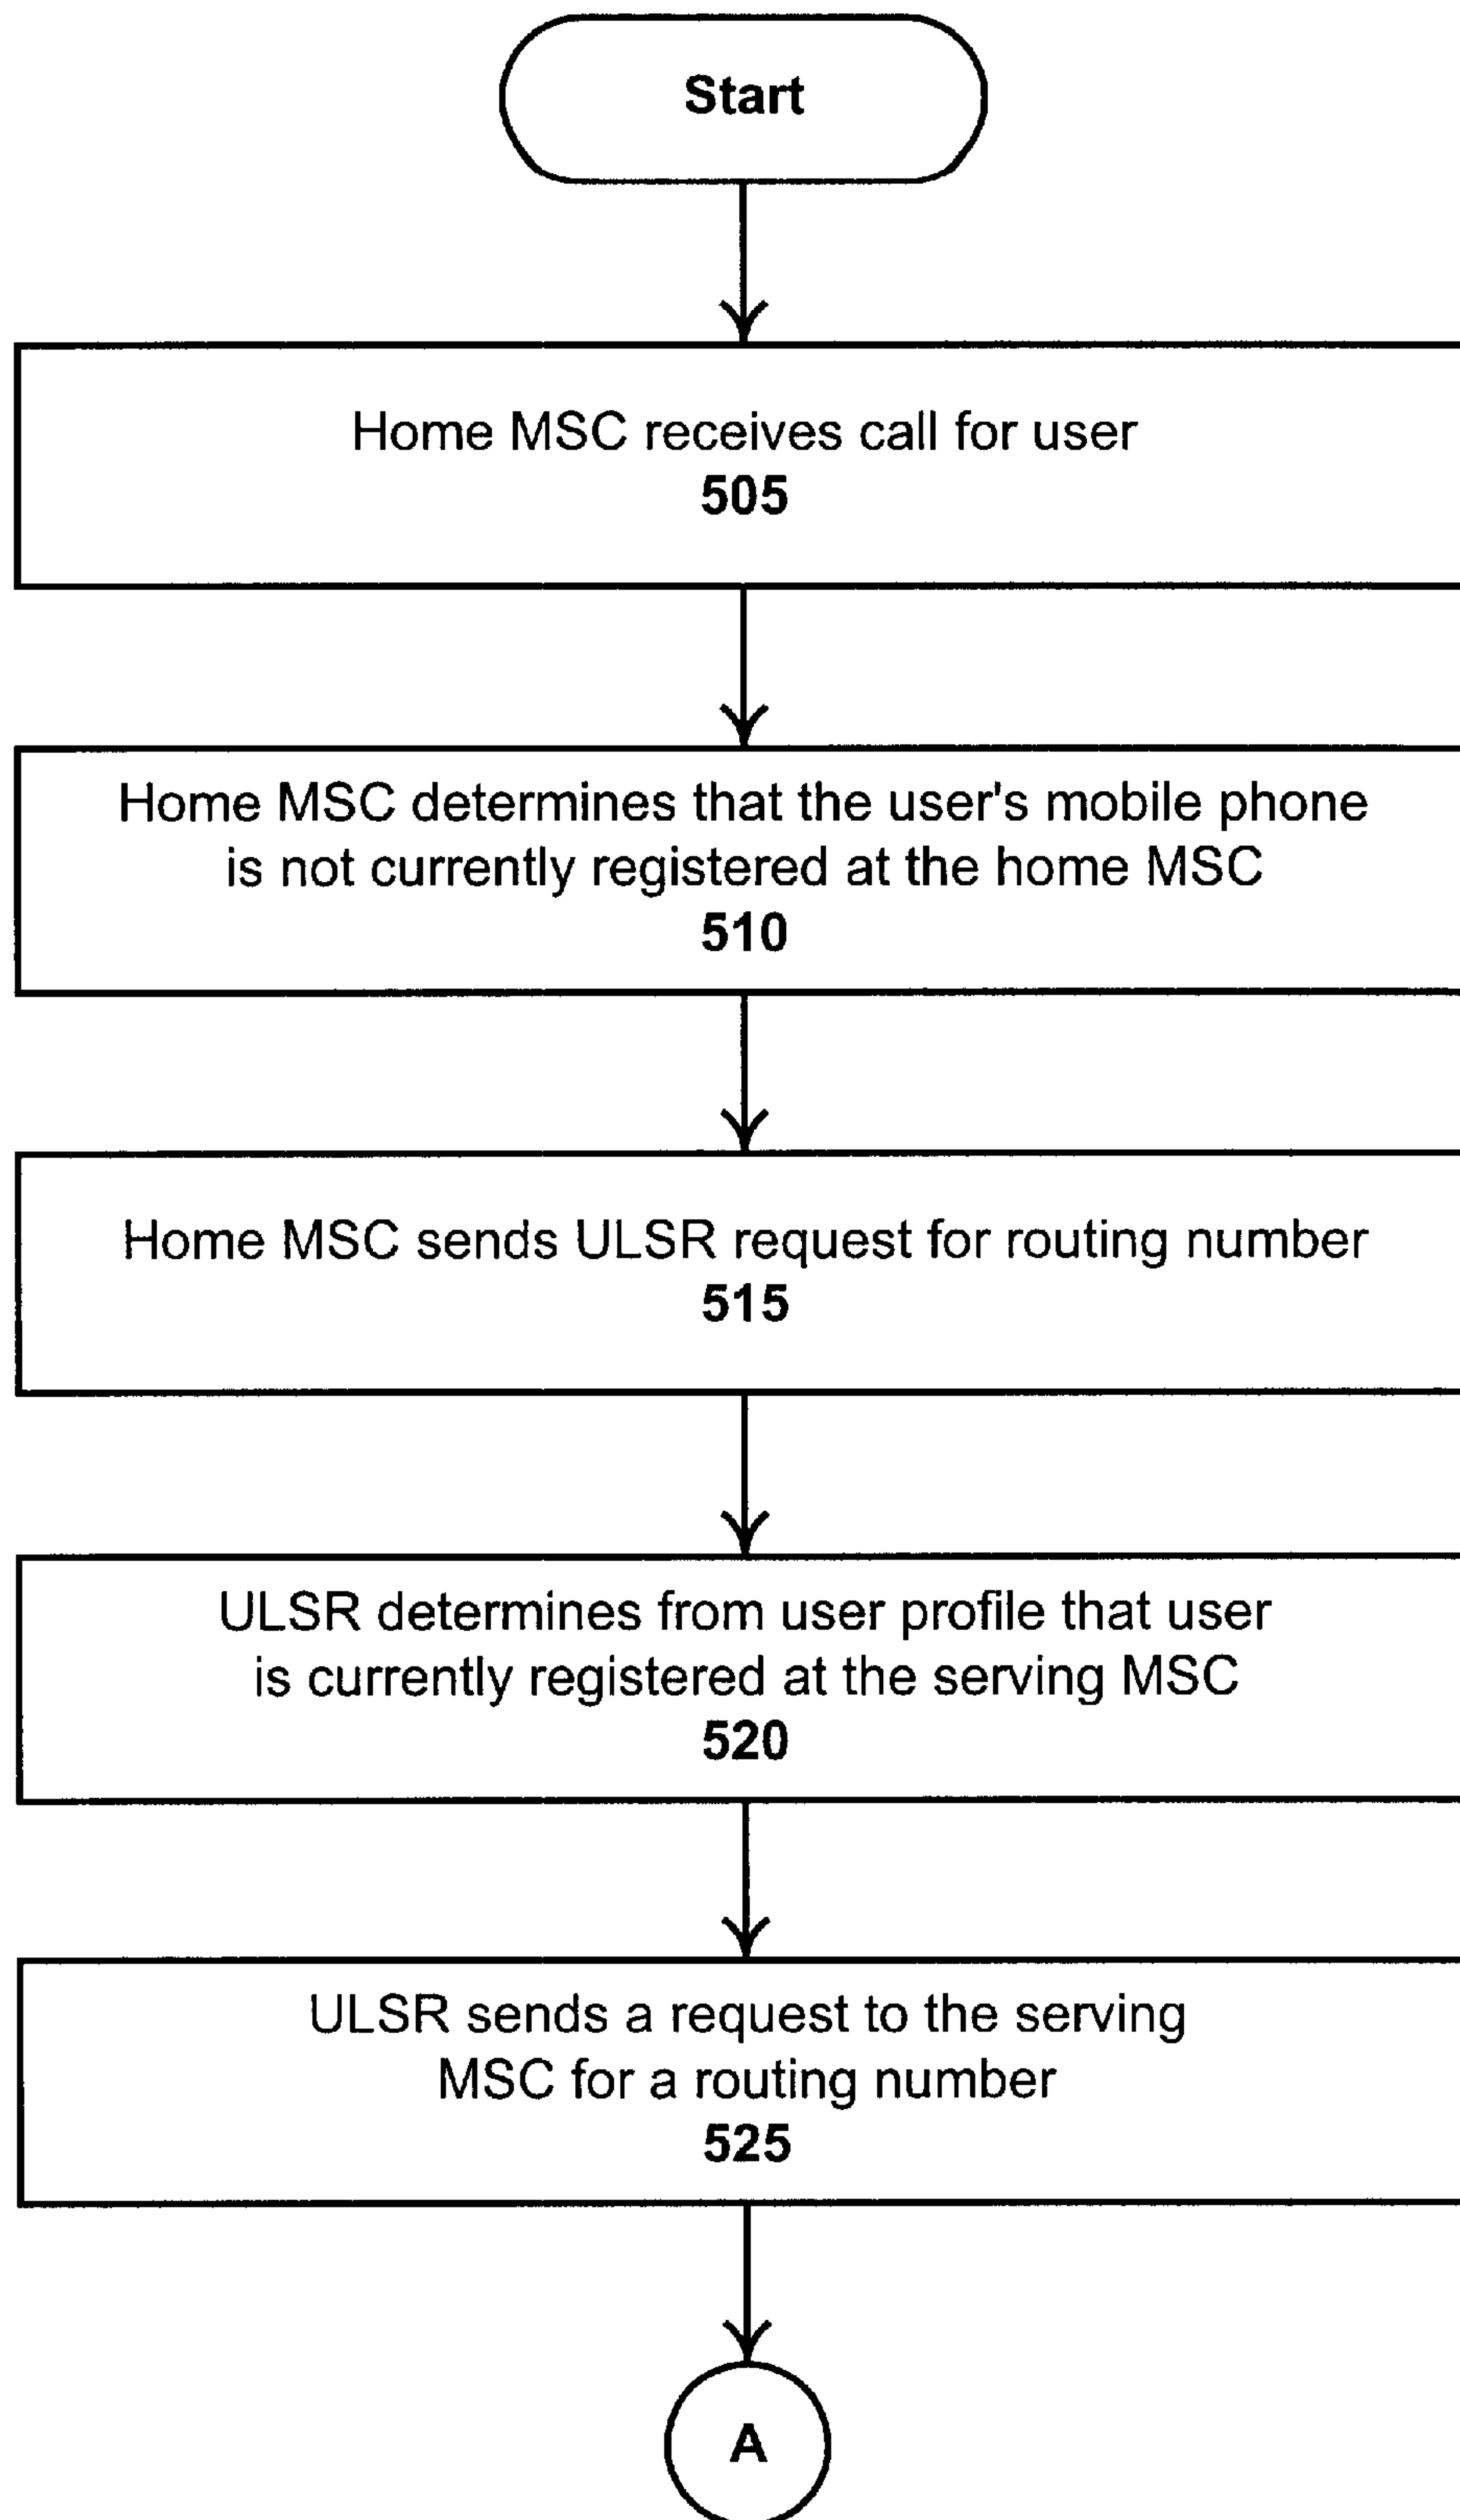 Start
Home MSC receives call for user
505
Home MSC determines that the user's mobile phone
is not currently registered at the home MSC
510
Home MSC sends ULSR request for routing number
515
ULSR determines from user profile that user
is currently registered at the serving MSC
520
ULSR sends a request to the serving
MSC for a routing number
525
A